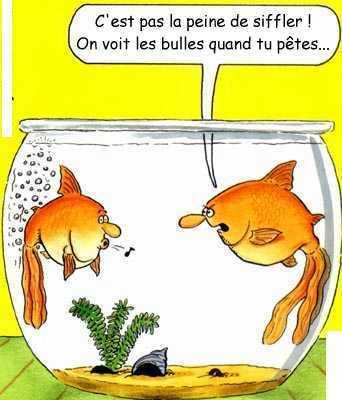 C'est pas la peine de siffler !
On voit les bulles quand tu pêtes...